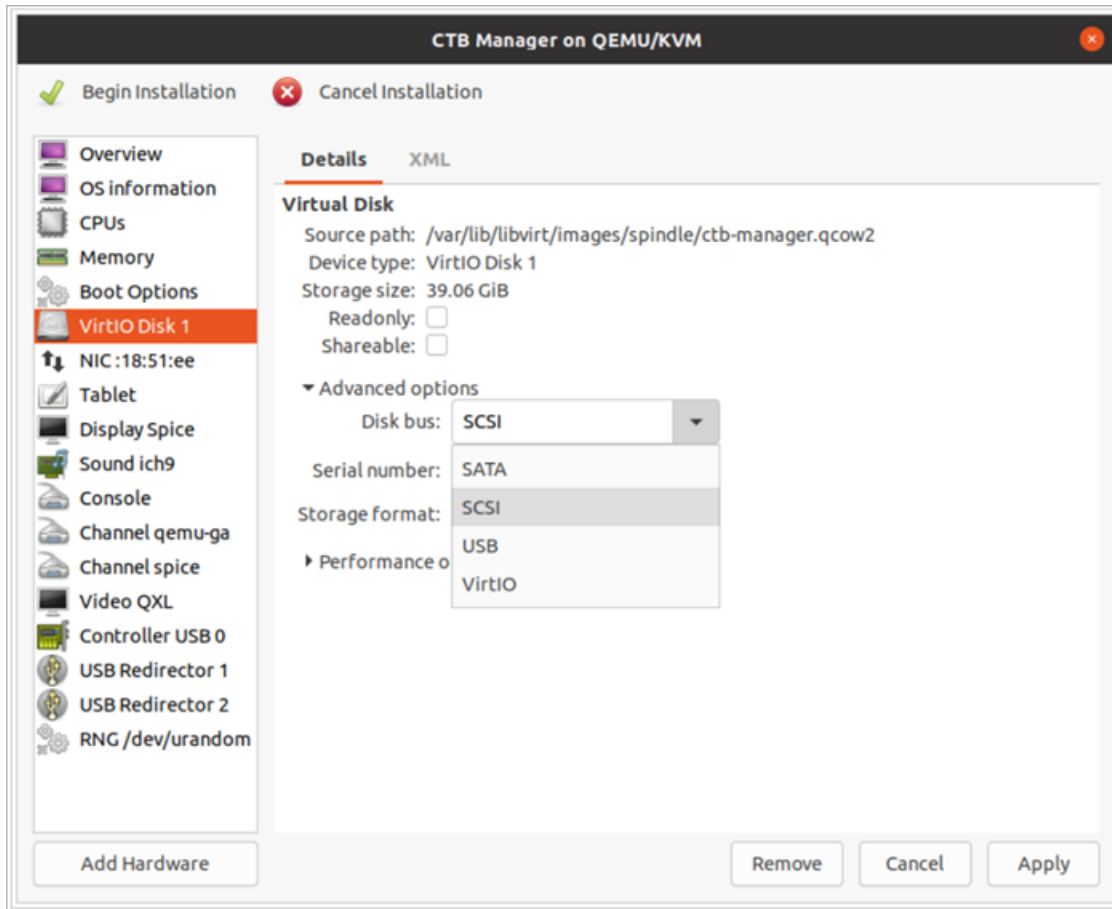 CTB Manager on QEMU/KVM
Begin Installation
Cancel Installation
Overview
OS information
CPUs
Memory
Boot Options
VirtIO Disk 1
NIC :18:51:ee
Tablet
Display Spice
Sound ich9
Console
Channel qemu-ga
Channel spice
Video QXL
Controller USB 0
USB Redirector 1
USB Redirector 2
RNG /dev/urandom
Add Hardware
Details XML
Virtual Disk
Source path: /var/lib/libvirt/images/spindle/ctb-manager.qcow2
Device type: VirtIO Disk 1
Storage size: 39.06 GiB
Readonly:
Shareable:
Advanced options
Disk bus: SCSI
Serial number:
Storage format:
Performance o
SATA
SCSI
USB
VirtIO
Remove Cancel Apply